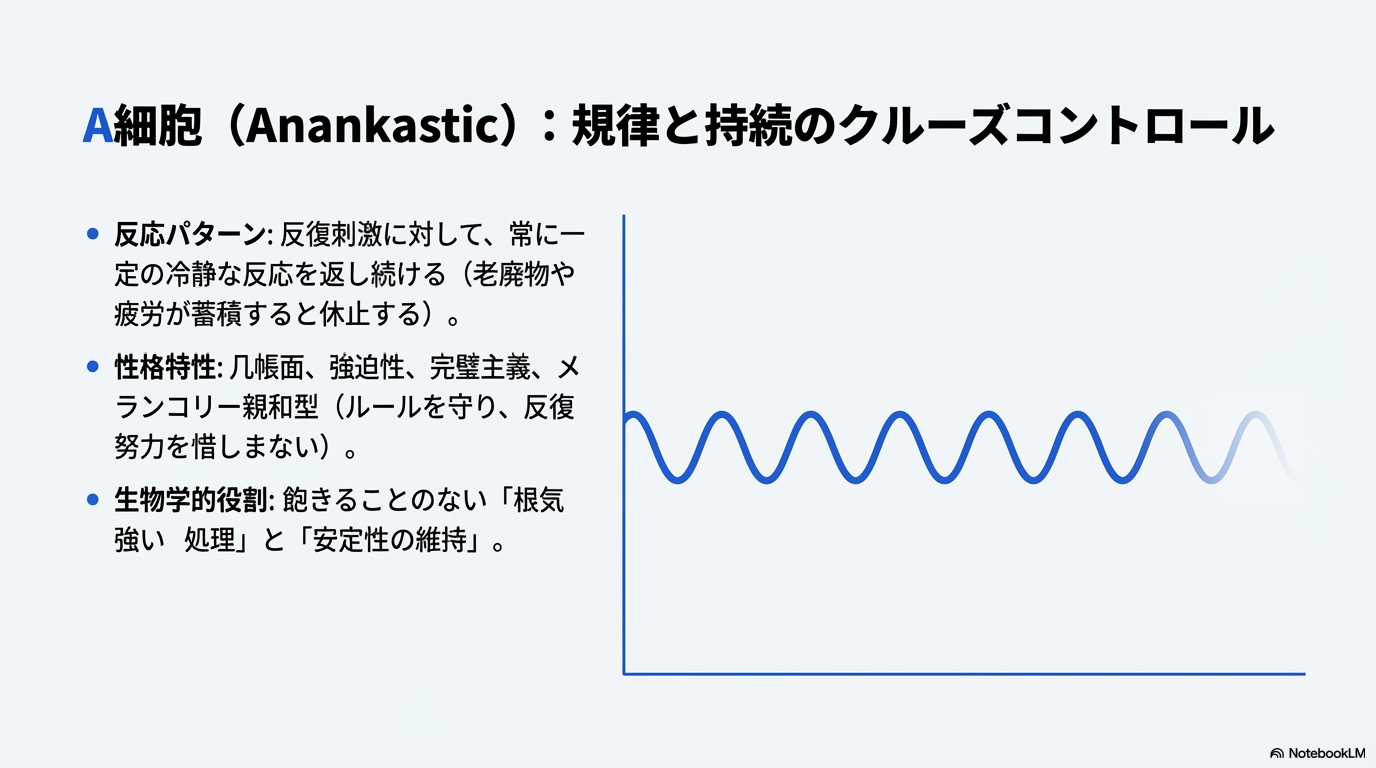 A細胞（Anankastic）：規律と持続のクルーズコントロール
• 反応パターン: 反復刺激に対して、常に一
定の冷静な反応を返し続ける（老廃物や
疲労が蓄積すると休止する）。
• 性格特性: 几帳面、強迫性、完璧主義、メ
ランコリー親和型（ルールを守り、反復
努力を惜しまない）。
• 生物学的役割: 飽きることのない「根気
強い 処理」と「安定性の維持」。
NotebookLM